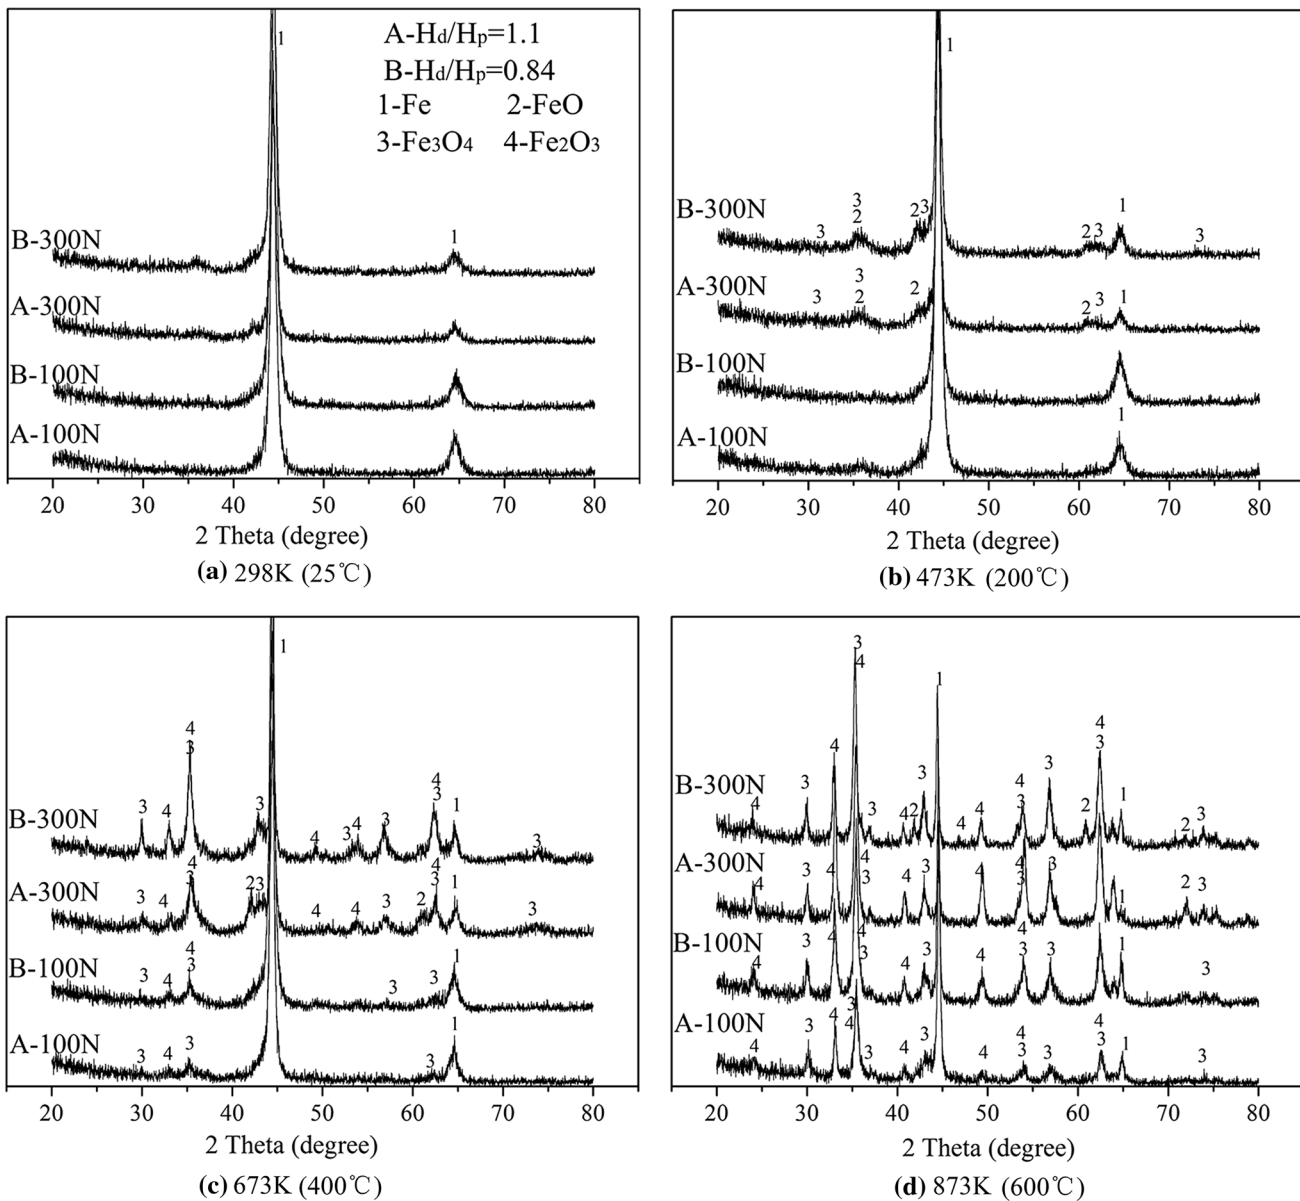 1
A-Hd/Hp=1.1
B-Hd/Hp=0.84
1-Fe 2-FeO
3-Fe3O4 4-Fe2O3
B-300N
1
A-300N
B-100N
A-100N
20 30 40 50 60 70 80
2 Theta (degree)
(a) 298K (25℃)
1
B-300N
3 3 2 2 3 2 3 1 3
A-300N
3 3 2 2 2 3 1
B-100N
A-100N
1
20 30 40 50 60 70 80
2 Theta (degree)
(b) 473K (200℃)
1
B-300N
3 4 4 3 3 4 3 4 3 4 3 1 3
A-300N
3 4 4 3 2 3 4 4 3 2 4 3 1 3
B-100N
3 4 4 3 3 3 1
A-100N
3 4 3 3 1
20 30 40 50 60 70 80
2 Theta (degree)
(c) 673K (400℃)
B-300N
4 3 4 3 4 3 4 2 3 1 4 4 4 3 3 2 4 3 1 2 3
A-300N
4 3 4 4 3 4 3 4 4 3 3 1 2 3
B-100N
4 3 4 4 3 4 3 4 4 3 3 1 3
A-100N
4 3 4 3 4 3 4 3 4 4 3 3 4 3 1 3
20 30 40 50 60 70 80
2 Theta (degree)
(d) 873K (600℃)